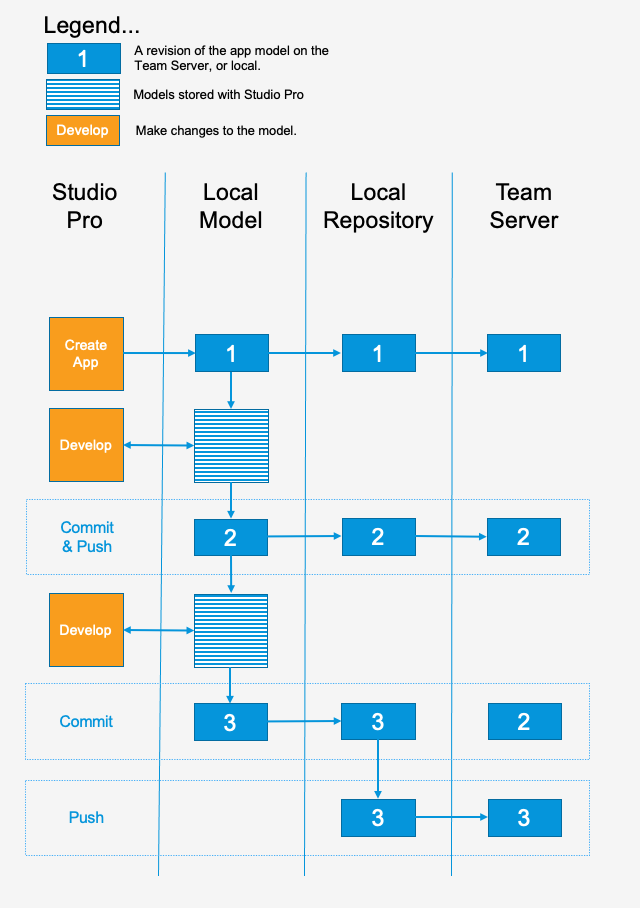 Legend...
1
A revision of the app model on the
Team Server, or local.
Models stored with Studio Pro
Develop
Make changes to the model.
Studio
Pro
Local
Model
Local
Repository
Team
Server
Create
App
1
1
1
Develop
Commit
& Push
2
2
2
Develop
Commit
3
3
2
Push
3
3